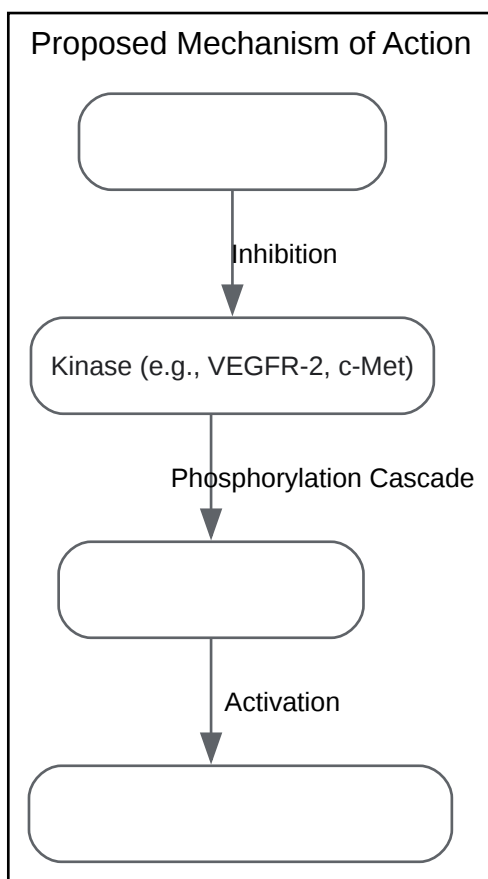 Proposed Mechanism of Action
Inhibition
Kinase (e.g., VEGFR-2, c-Met)
Phosphorylation Cascade
Activation